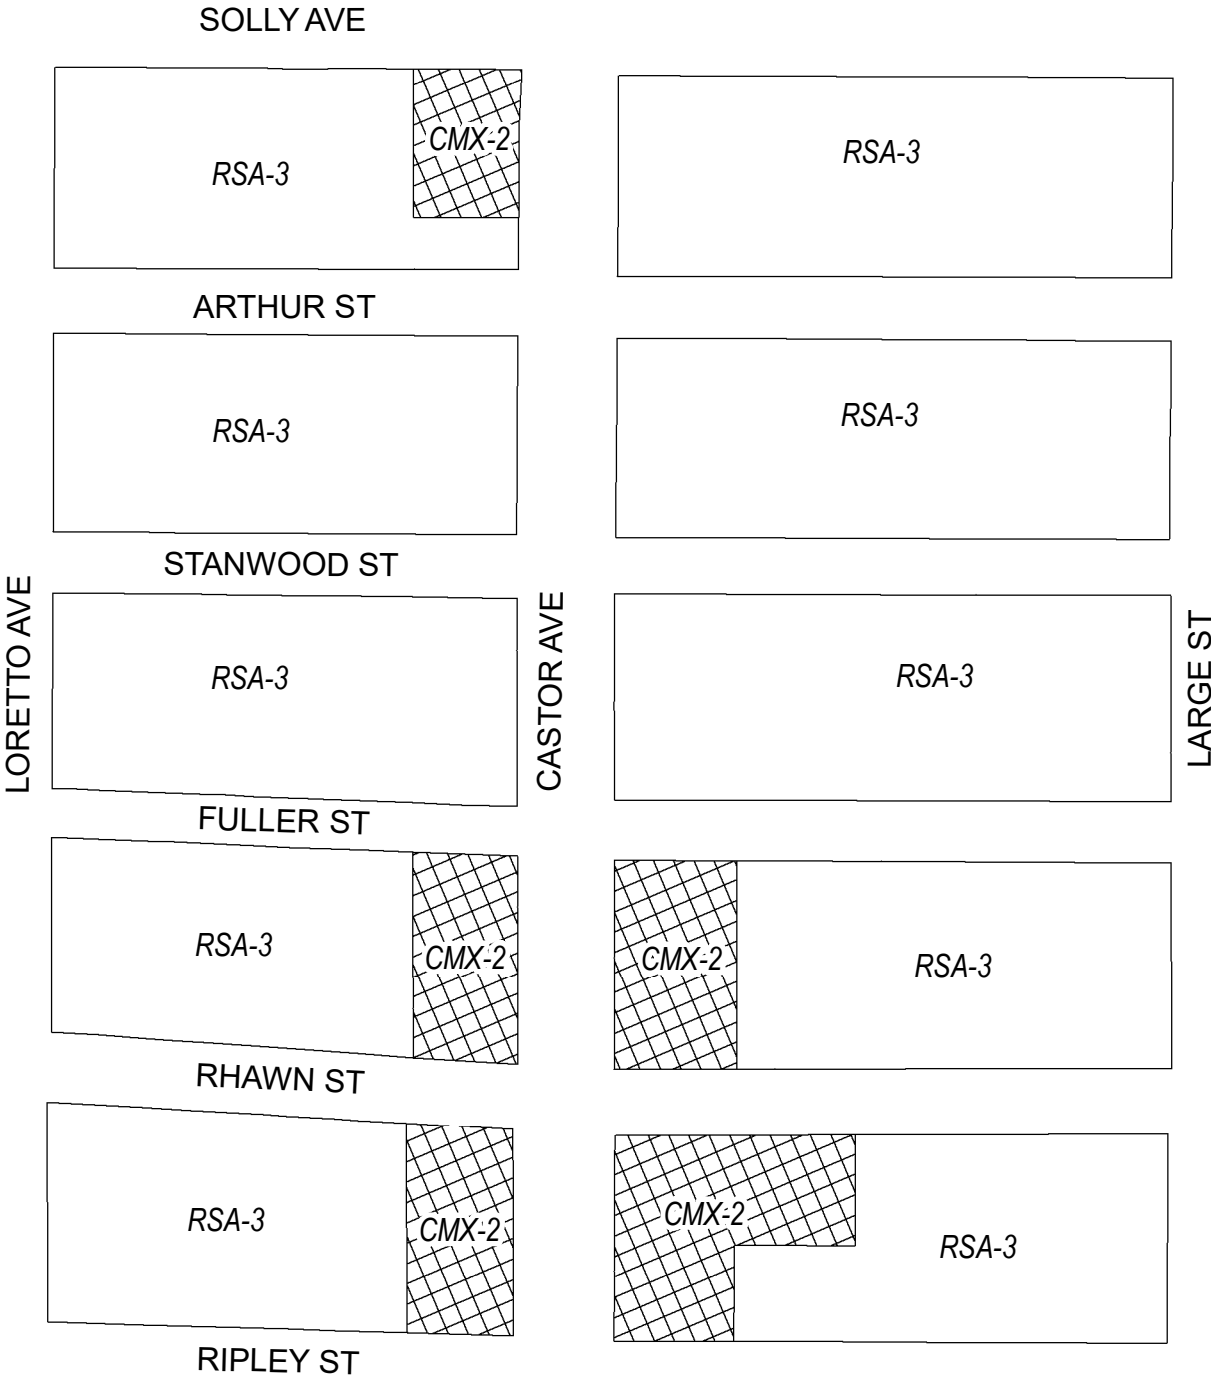 SOLLY AVE
CMX-2
RSA-3
RSA-3
ARTHUR ST
RSA-3
RSA-3
STANWOOD ST
LORETTO AVE
CASTOR AVE
LARGE ST
RSA-3
RSA-3
FULLER ST
RSA-3
CMX-2
CMX-2
RSA-3
RHAWN ST
RSA-3
CMX-2
CMX-2
RSA-3
RIPLEY ST